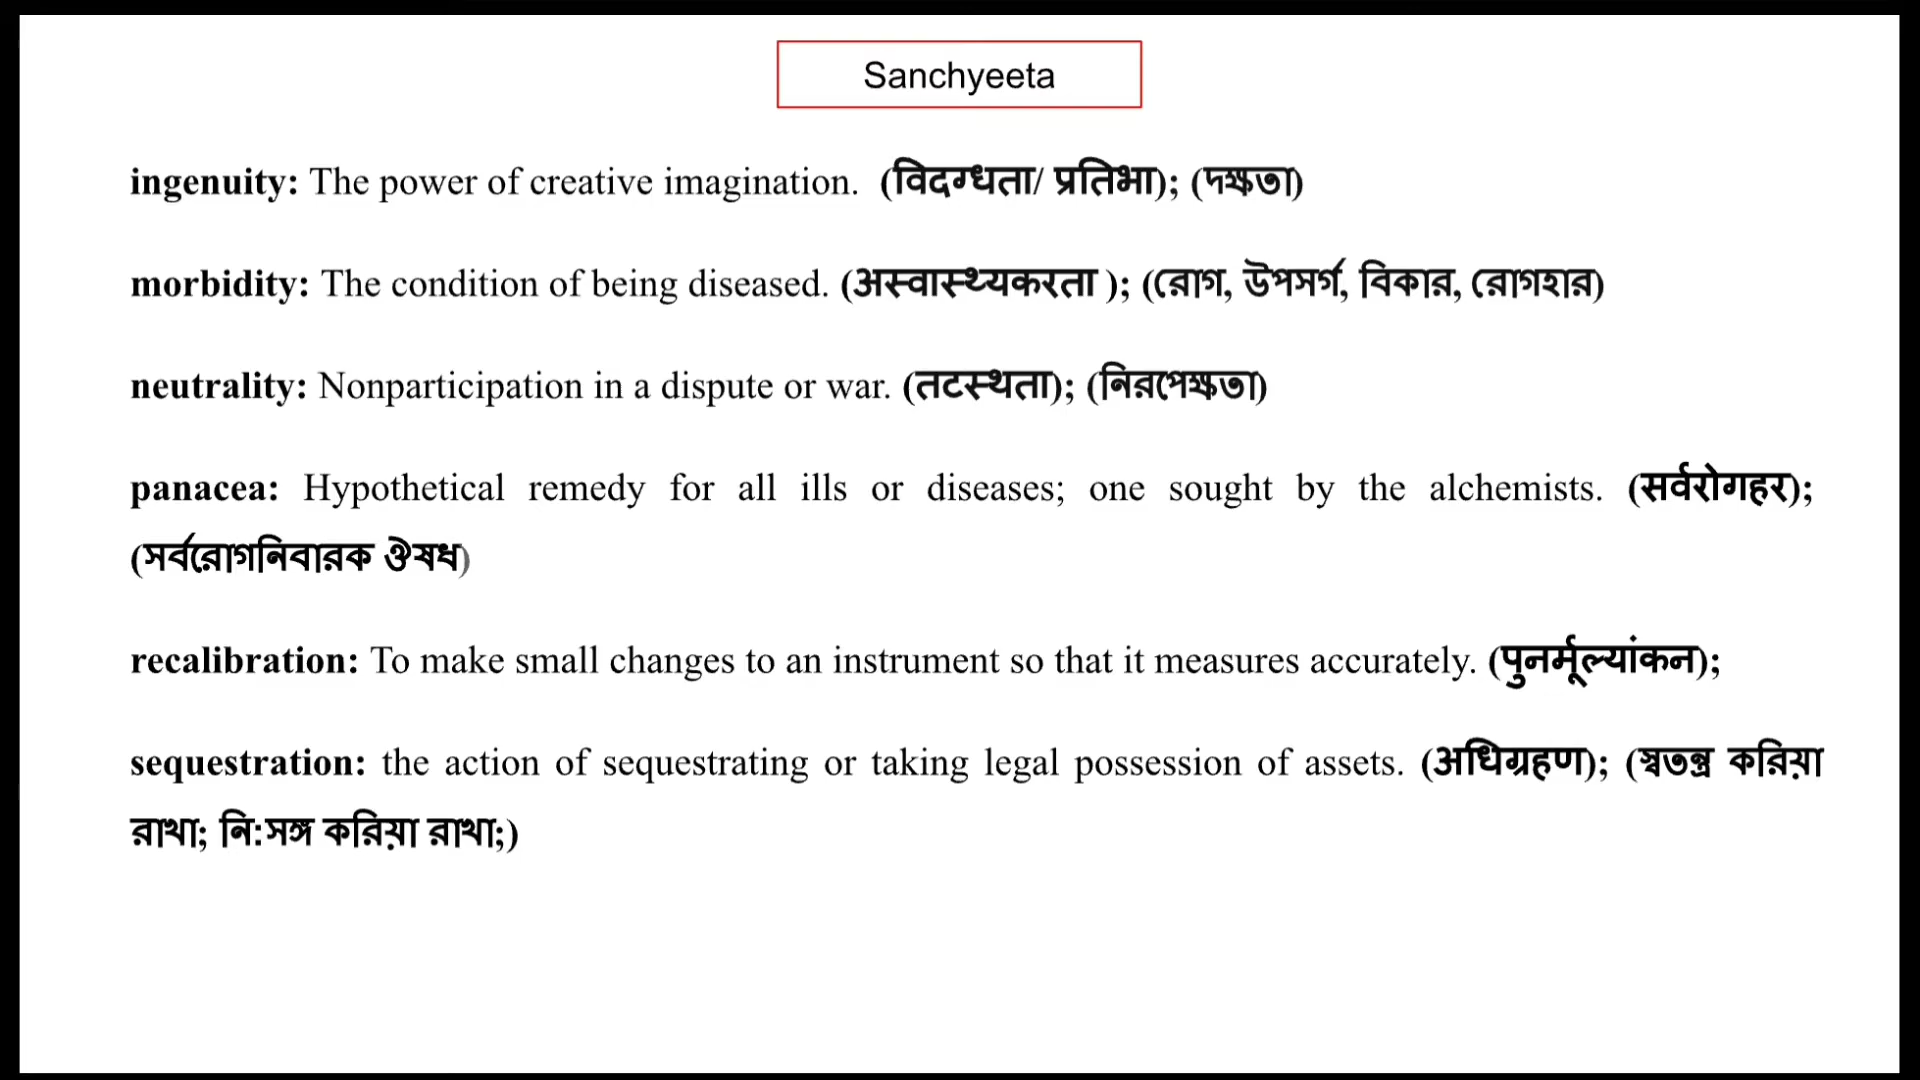 Sanchyeeta
ingenuity: The power of creative imagination. (विदग्धता/ प्रतिभा); (দক্ষতা)
morbidity: The condition of being diseased. (अस्वास्थ्यकरता ); ((রোগ, উপসর্গ, বিকার, রোগহার)
neutrality: Nonparticipation in a dispute or war. (तटस्थता); (নিরপেক্ষতা)
panacea: Hypothetical remedy for all ills or diseases; one sought by the alchemists. (सर्वरोगहर);
(সর্বরোগনিবারক ঔষধ)
recalibration: To make small changes to an instrument so that it measures accurately. (पुनर्मूल्यांकन);
sequestration: the action of sequestrating or taking legal possession of assets. (अधिग्रहण); (স্বতন্ত্র করিয়া
রাখা; নি:সঙ্গ করিয়া রাখা;)